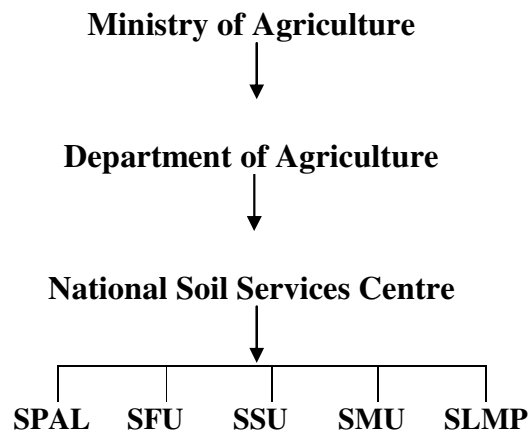 Ministry of Agriculture
Department of Agriculture
National Soil Services Centre
SPAL SFU SSU SMU SLMP